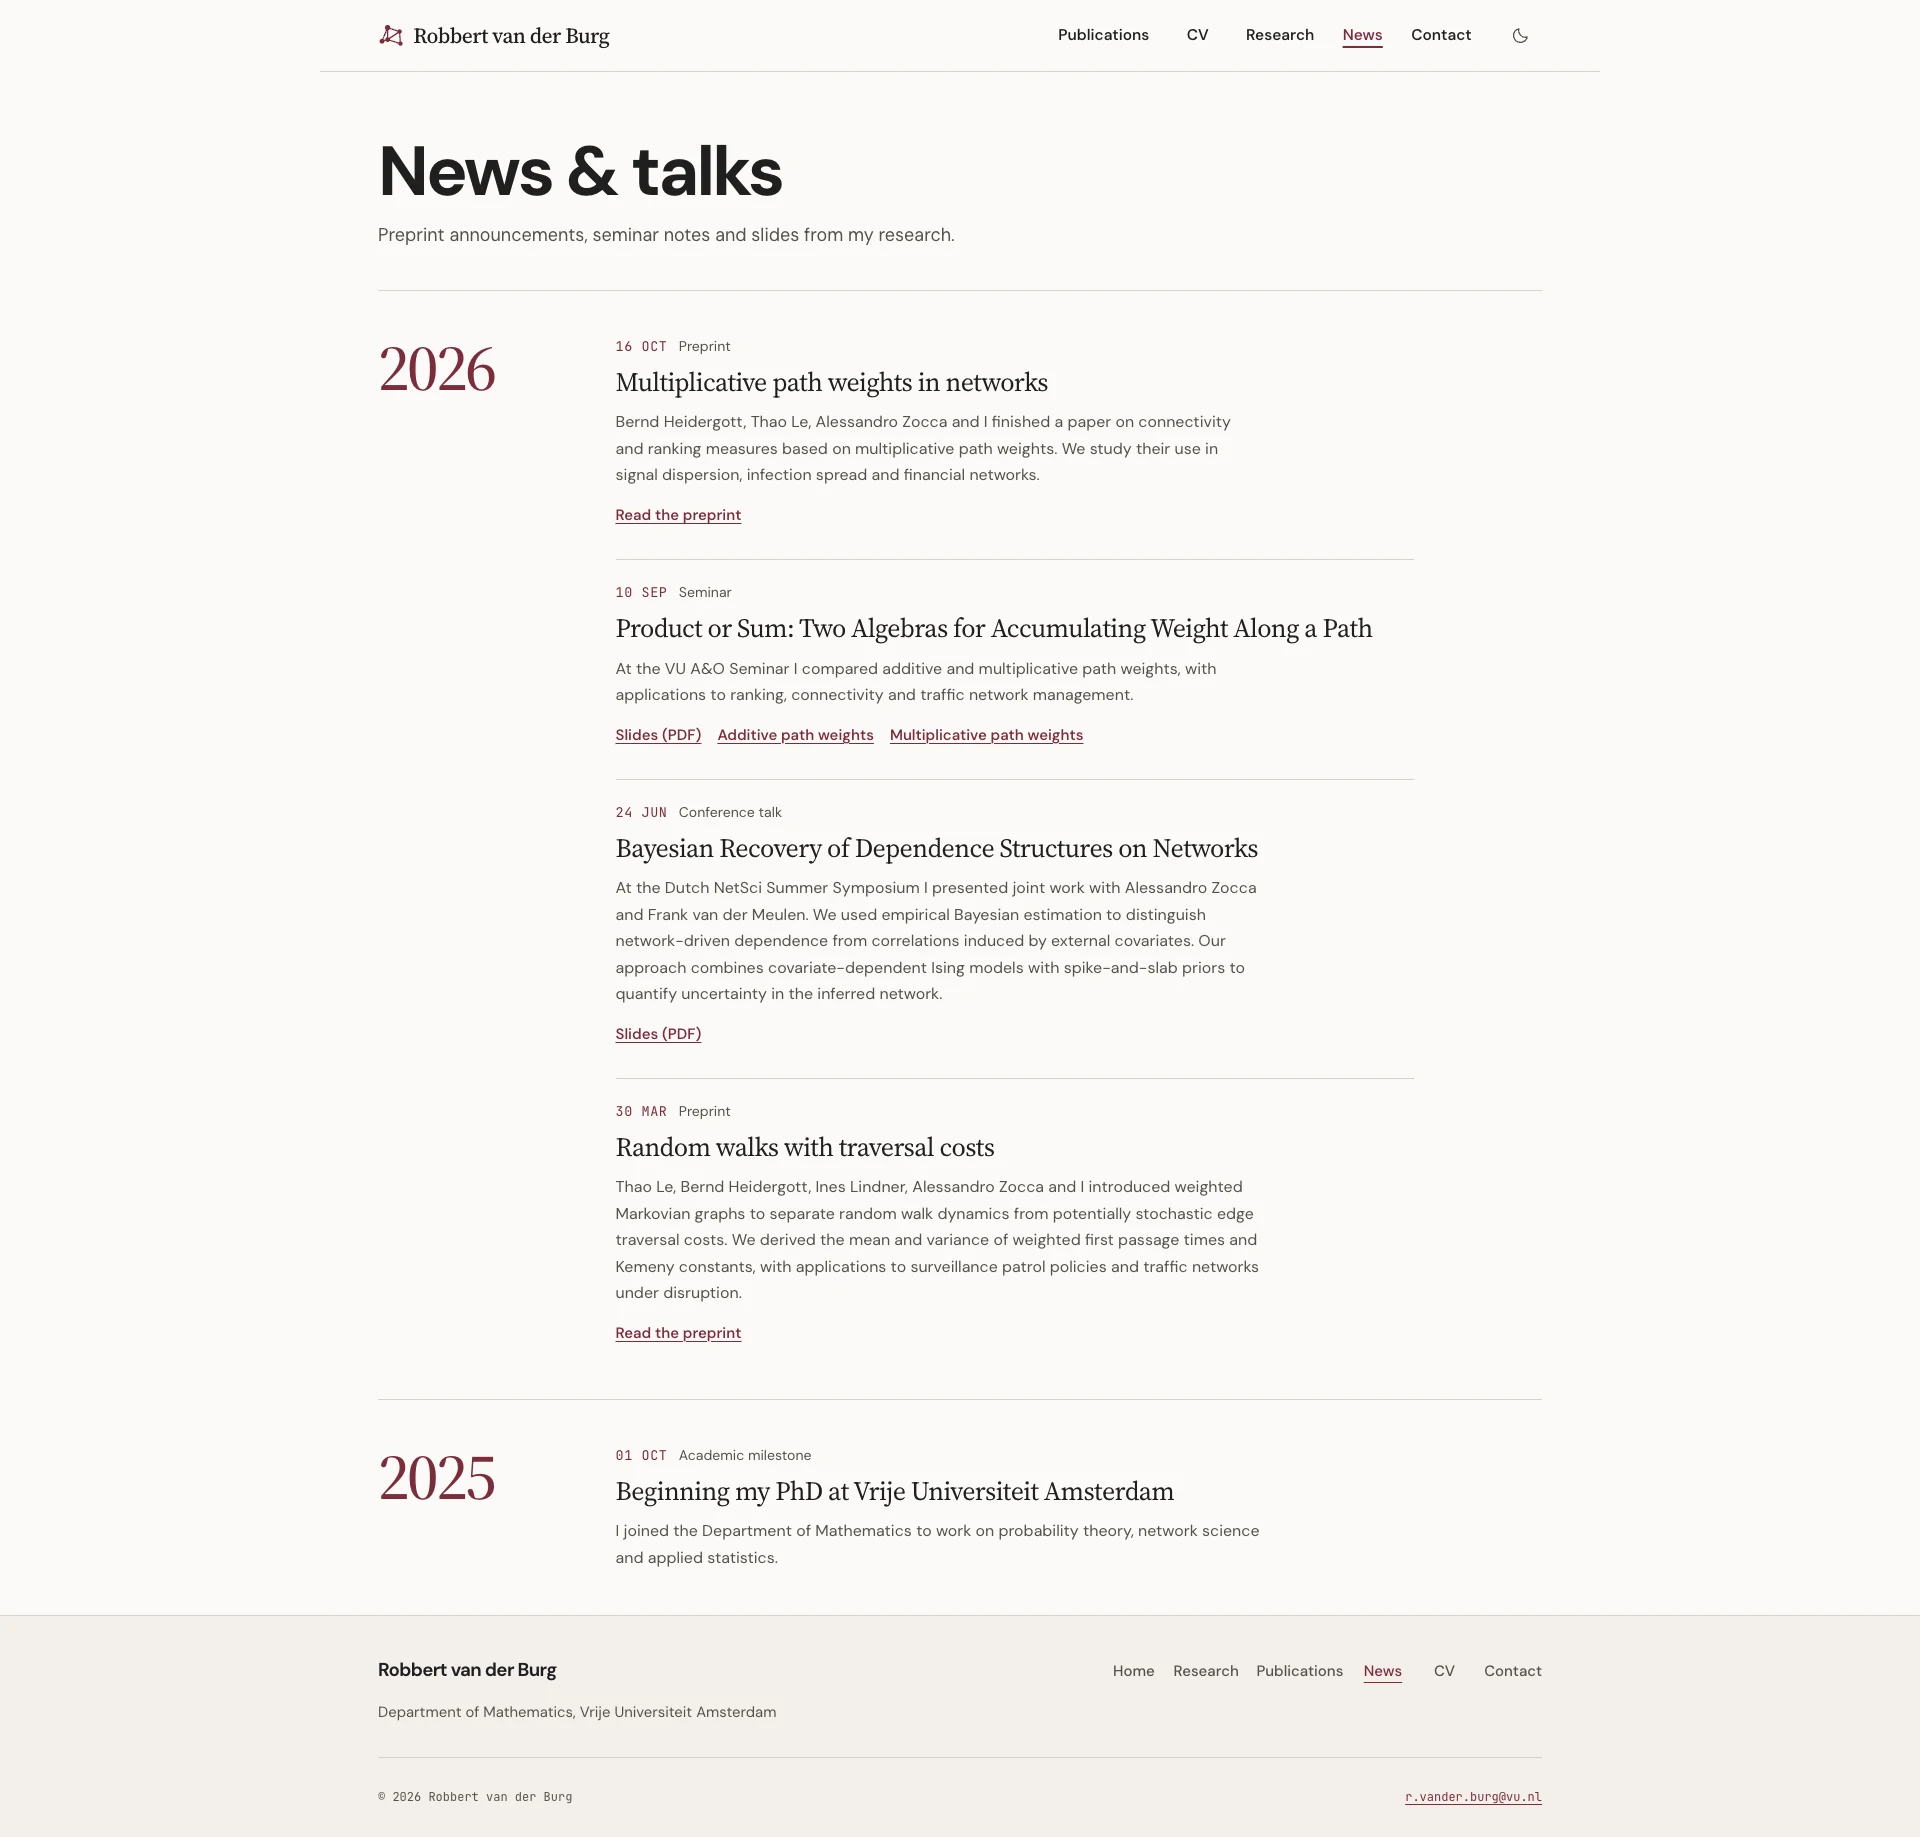 Robbert van der Burg
Publications CV Research News Contact
News & talks
Preprint announcements, seminar notes and slides from my research.
2026
16 OCT Preprint
Multiplicative path weights in networks
Bernd Heidergott, Thao Le, Alessandro Zocca and I finished a paper on connectivity
and ranking measures based on multiplicative path weights. We study their use in
signal dispersion, infection spread and financial networks.
Read the preprint
10 SEP Seminar
Product or Sum: Two Algebras for Accumulating Weight Along a Path
At the VU A&O Seminar I compared additive and multiplicative path weights, with
applications to ranking, connectivity and traffic network management.
Slides (PDF) Additive path weights Multiplicative path weights
24 JUN Conference talk
Bayesian Recovery of Dependence Structures on Networks
At the Dutch NetSci Summer Symposium I presented joint work with Alessandro Zocca
and Frank van der Meulen. We used empirical Bayesian estimation to distinguish
network-driven dependence from correlations induced by external covariates. Our
approach combines covariate-dependent Ising models with spike-and-slab priors to
quantify uncertainty in the inferred network.
Slides (PDF)
30 MAR Preprint
Random walks with traversal costs
Thao Le, Bernd Heidergott, Ines Lindner, Alessandro Zocca and I introduced weighted
Markovian graphs to separate random walk dynamics from potentially stochastic edge
traversal costs. We derived the mean and variance of weighted first passage times and
Kemeny constants, with applications to surveillance patrol policies and traffic networks
under disruption.
Read the preprint
2025
01 OCT Academic milestone
Beginning my PhD at Vrije Universiteit Amsterdam
I joined the Department of Mathematics to work on probability theory, network science
and applied statistics.
Robbert van der Burg
Home Research Publications News CV Contact
Department of Mathematics, Vrije Universiteit Amsterdam
© 2026 Robbert van der Burg
r.vander.burg@vu.nl